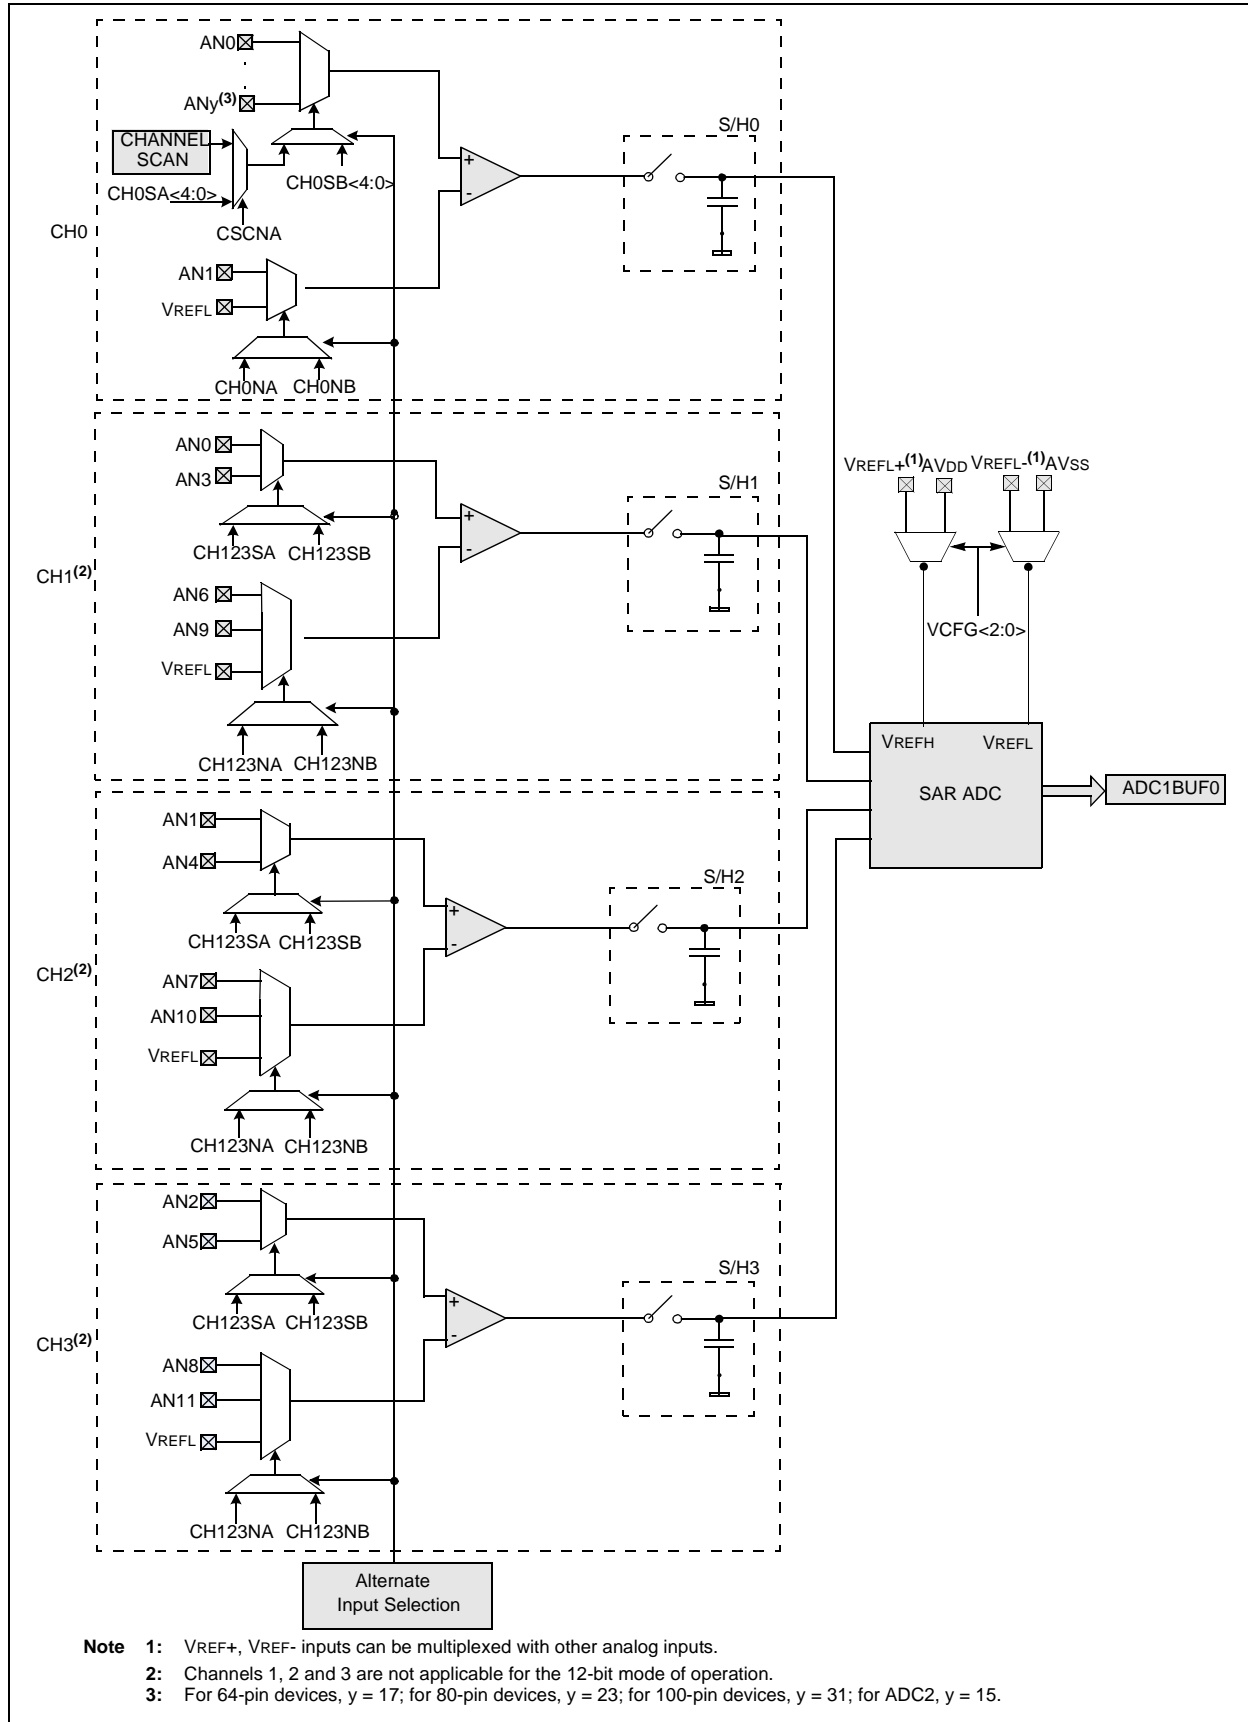 AN0
ANy(3)
CHANNEL
SCAN
CH0SA<4:0>
CH0SB<4:0>
CSCNA
CH0
AN1
VREFL
CH0NA CH0NB
S/H0
+
-
AN0
AN3
CH123SA CH123SB
CH1(2)
AN6
AN9
VREFL
CH123NA CH123NB
S/H1
+
-
VREFL+(1) AVDD VREFL-(1) AVSS
VCFG<2:0>
VREFH VREFL
SAR ADC
ADC1BUF0
AN1
AN4
CH123SA CH123SB
CH2(2)
AN7
AN10
VREFL
CH123NA CH123NB
S/H2
+
-
AN2
AN5
CH123SA CH123SB
CH3(2)
AN8
AN11
VREFL
CH123NA CH123NB
S/H3
+
-
Alternate
Input Selection
Note 1: VREF+, VREF- inputs can be multiplexed with other analog inputs.
2: Channels 1, 2 and 3 are not applicable for the 12-bit mode of operation.
3: For 64-pin devices, y = 17; for 80-pin devices, y = 23; for 100-pin devices, y = 31; for ADC2, y = 15.